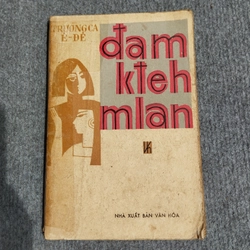 TRƯỜNG CA
Ê-ĐÊ
đam
kteh
mlan
NHÀ XUẤT BẢN VĂN HÓA